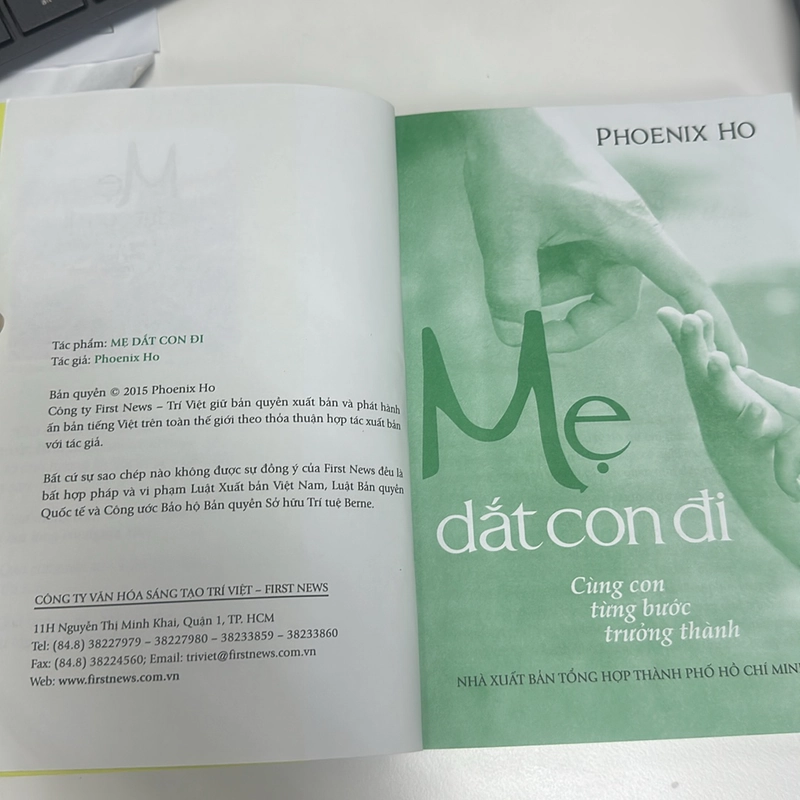 Tác phẩm: MẸ DẮT CON ĐI
Tác giả: Phoenix Ho
Bản quyền © 2015 Phoenix Ho
Công ty First News – Trí Việt giữ bản quyền xuất bản và phát hành
ấn bản tiếng Việt trên toàn thế giới theo thỏa thuận hợp tác xuất bản
với tác giả.
Bất cứ sự sao chép nào không được sự đồng ý của First News đều là
bất hợp pháp và vi phạm Luật Xuất bản Việt Nam, Luật Bản quyền
Quốc tế và Công ước Bảo hộ Bản quyền Sở hữu Trí tuệ Berne.
CÔNG TY VĂN HÓA SÁNG TẠO TRÍ VIỆT – FIRST NEWS
11H Nguyễn Thị Minh Khai, Quận 1, TP. HCM
Tel: (84.8) 38227979 – 38227980 – 38233859 – 38233860
Fax: (84.8) 38224560; Email: triviet@firstnews.com.vn
Web: www.firstnews.com.vn
PHOENIX HO
Mẹ
dắt con đi
Cùng con
từng bước
trưởng thành
NHÀ XUẤT BẢN TỔNG HỢP THÀNH PHỐ HỒ CHÍ MINH